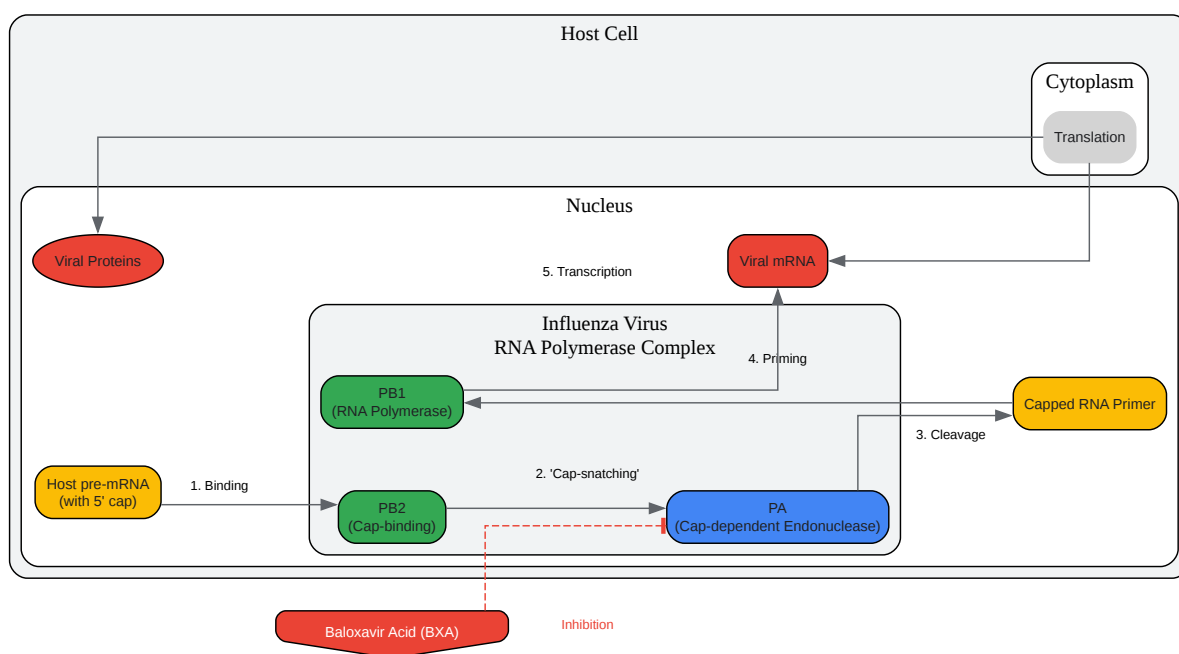 Host Cell
Cytoplasm
Translation
Nucleus
Viral Proteins
5. Transcription
Viral mRNA
Influenza Virus
RNA Polymerase Complex
4. Priming
PB1
(RNA Polymerase)
Capped RNA Primer
3. Cleavage
Host pre-mRNA
(with 5' cap)
1. Binding
2. 'Cap-snatching'
PB2
(Cap-binding)
PA
(Cap-dependent Endonuclease)
Baloxavir Acid (BXA)
Inhibition